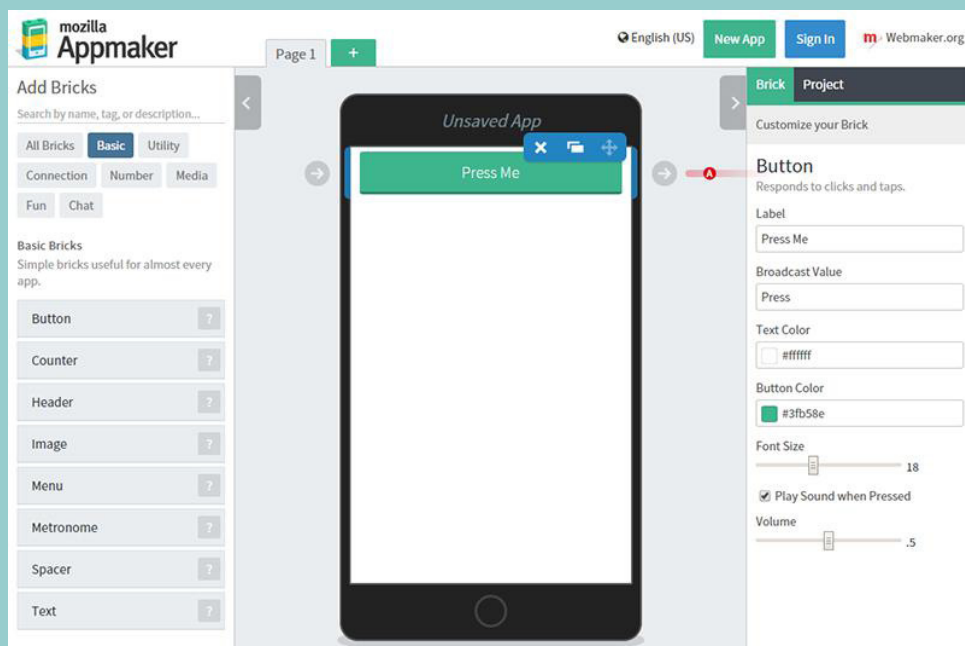 mozilla
Appmaker
Page 1
+
English (US)
New App
Sign In
m Webmaker.org
Add Bricks
Search by name, tag, or description...
All Bricks Basic Utility
Connection Number Media
Fun Chat
Basic Bricks
Simple bricks useful for almost every
app.
Button ?
Counter ?
Header ?
Image ?
Menu ?
Metronome ?
Spacer ?
Text ?
Unsaved App
Press Me
A
Brick Project
Customize your Brick
Button
Responds to clicks and taps.
Label
Press Me
Broadcast Value
Press
Text Color
#ffffff
Button Color
#3fb58e
Font Size
18
Play Sound when Pressed
Volume
.5